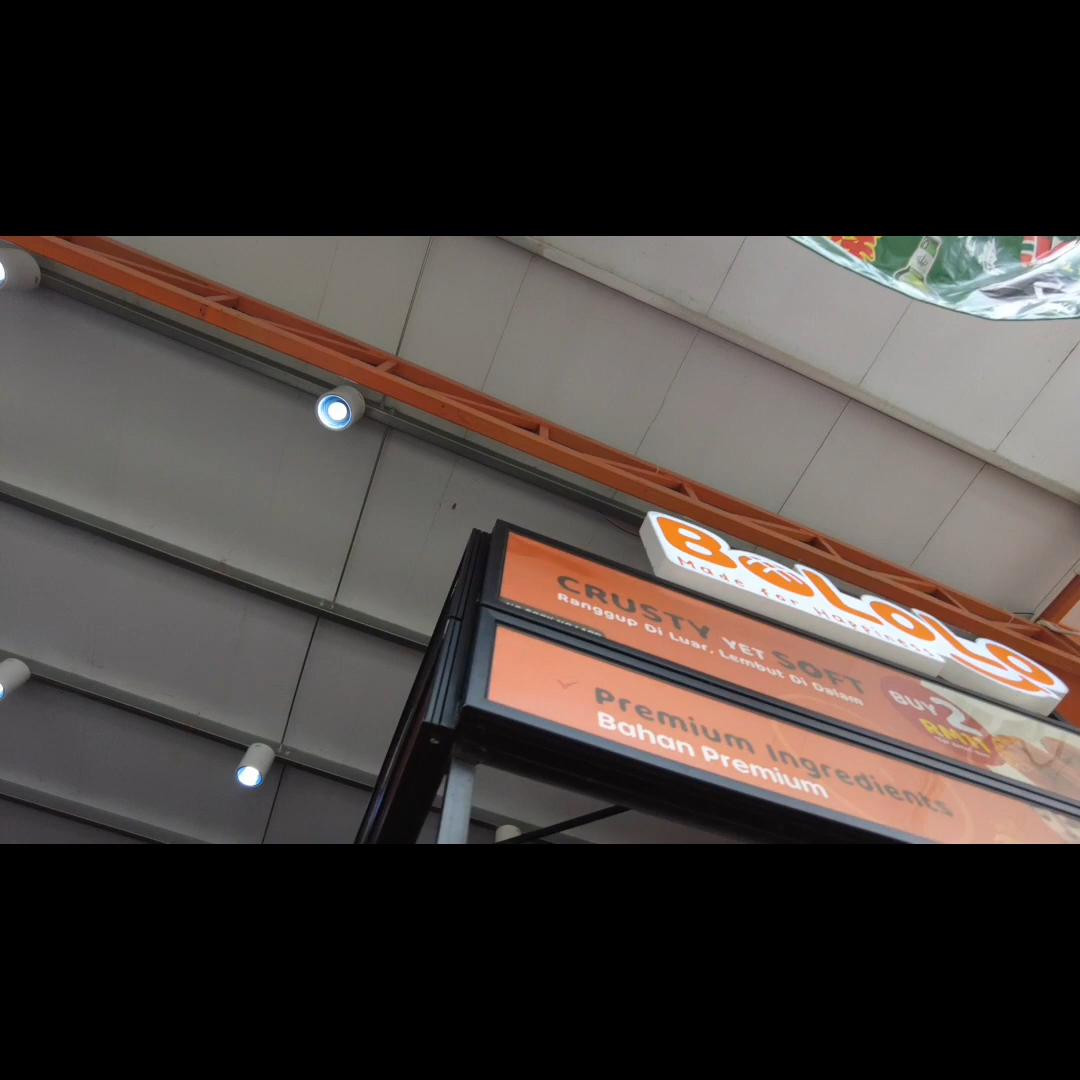 BOLOLO
Made for Happiness
CRUSTY YET SOFT
Ranggup Di Luar, Lembut Di Dalam
BUY 2
Premium Ingredients
Bahan Premium